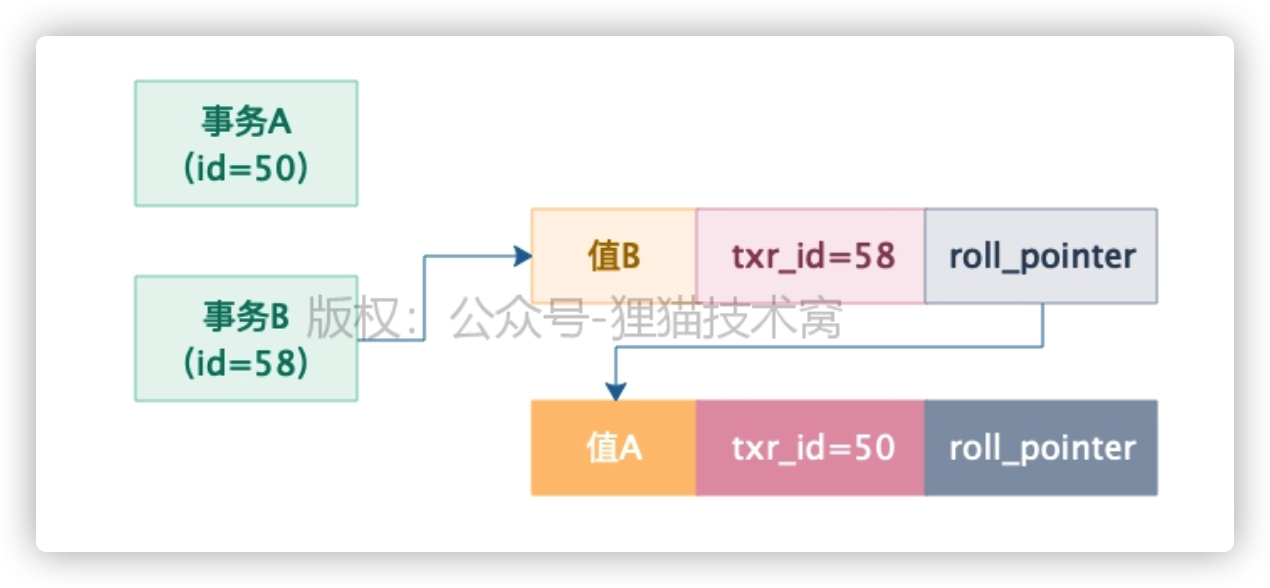 事务A
(id=50)
值B
txr_id=58
roll_pointer
事务B
(id=58)
版权：公众号-狸猫技术窝
值A
txr_id=50
roll_pointer